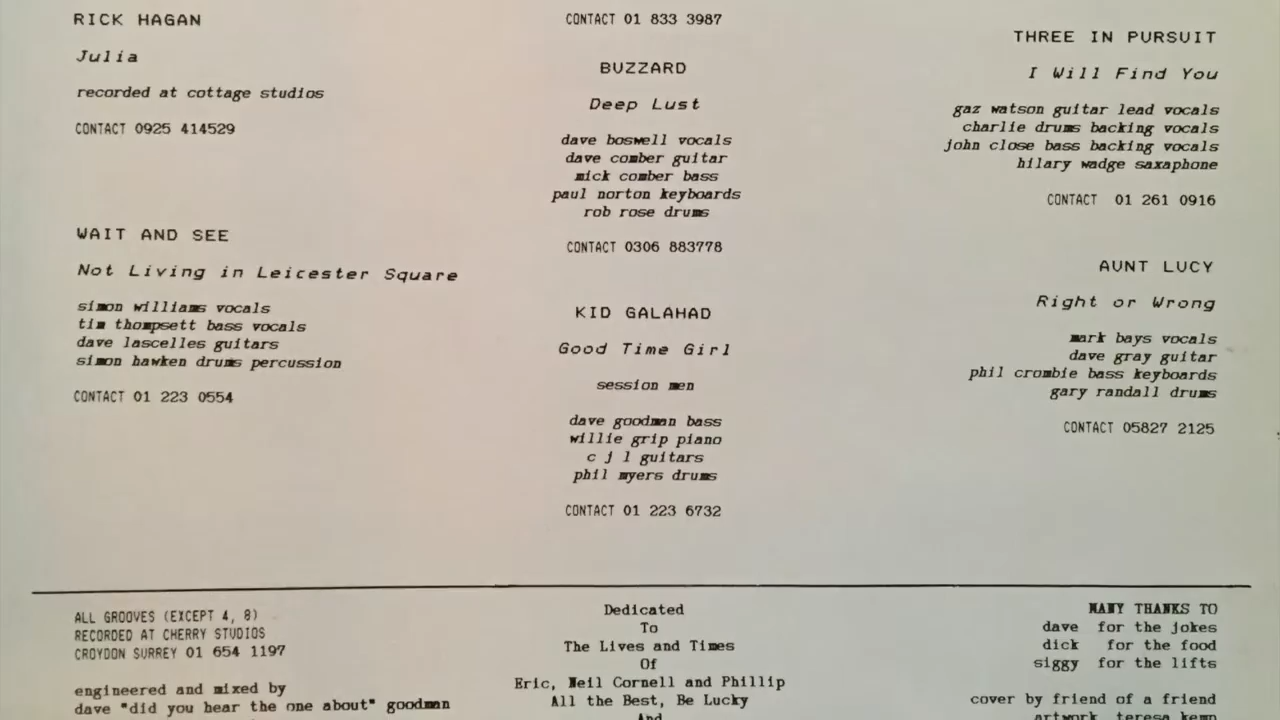 RICK HAGAN
Julia
recorded at cottage studios
CONTACT 0925 414529
WAIT AND SEE
Not Living in Leicester Square
simon williams vocals
tim thompsett bass vocals
dave lascelles guitars
simon hawken drums percussion
CONTACT 01 223 0554
CONTACT 01 833 3987
BUZZARD
Deep Lust
dave boswell vocals
dave comber guitar
mick comber bass
paul norton keyboards
rob rose drums
CONTACT 0306 883778
KID GALAHAD
Good Time Girl
session men
dave goodman bass
willie grip piano
c j l guitars
phil myers drums
CONTACT 01 223 6732
THREE IN PURSUIT
I Will Find You
gaz watson guitar lead vocals
charlie drums backing vocals
john close bass backing vocals
hilary wadge saxaphone
CONTACT 01 261 0916
AUNT LUCY
Right or Wrong
mark bays vocals
dave gray guitar
phil crombie bass keyboards
gary randall drums
CONTACT 05827 2125
ALL GROOVES (EXCEPT 4, 8)
RECORDED AT CHERRY STUDIOS
CROYDON SURREY 01 654 1197
engineered and mixed by
dave "did you hear the one about" goodman
Dedicated
To
The Lives and Times
Of
Eric, Neil Cornell and Phillip
All the Best, Be Lucky
And
MANY THANKS TO
dave for the jokes
dick for the food
siggy for the lifts
cover by friend of a friend
artwork teresa kemp